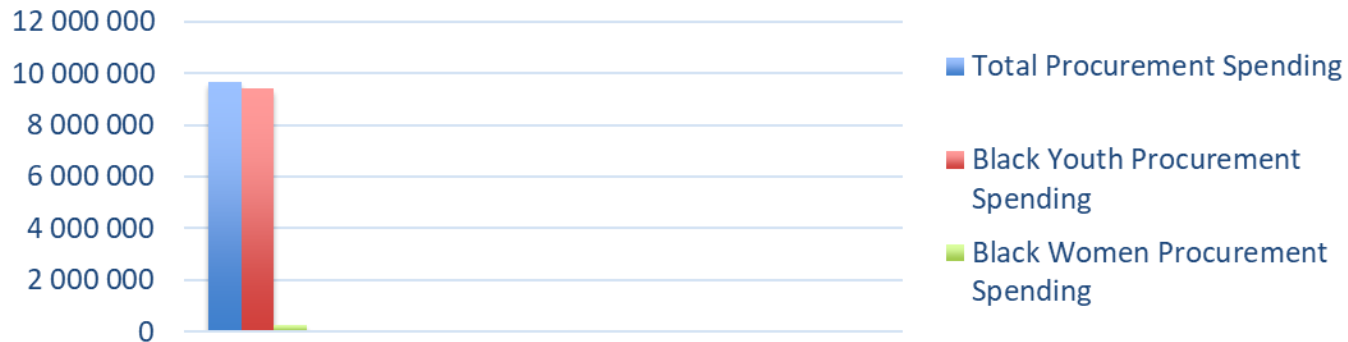 12 000 000
10 000 000
8 000 000
6 000 000
4 000 000
2 000 000
0
Total Procurement Spending
Black Youth Procurement
Spending
Black Women Procurement
Spending